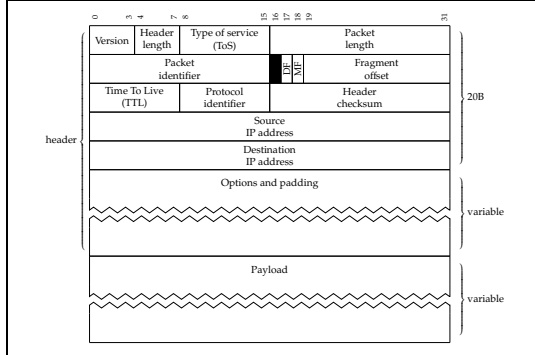 0 3 4 7 8 15 16 17 18 19 31
Version
Header
length
Type of service
(ToS)
Packet
length
Packet
identifier
DF
MF
Fragment
offset
Time To Live
(TTL)
Protocol
identifier
Header
checksum
Source
IP address
Destination
IP address
Options and padding
Payload
header
20B
variable
variable